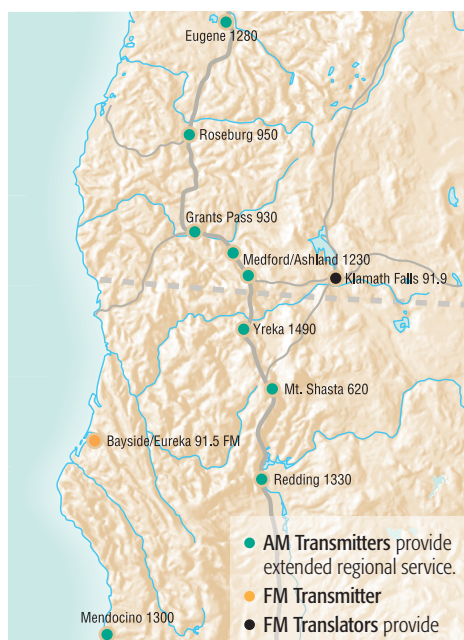 Eugene 1280
Roseburg 950
Grants Pass 930
Medford/Ashland 1230
Klamath Falls 91.9
Yreka 1490
Mt. Shasta 620
Bayside/Eureka 91.5 FM
Redding 1330
AM Transmitters provide
extended regional service.
FM Transmitter
FM Translators provide
Mendocino 1300